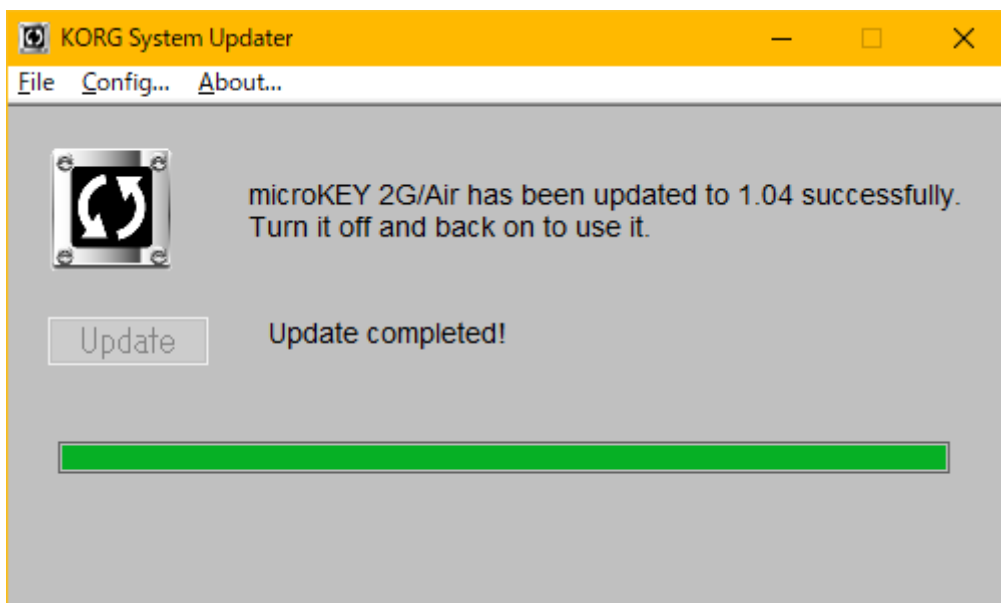 KORG System Updater
File Config... About...
microKEY 2G/Air has been updated to 1.04 successfully.
Turn it off and back on to use it.
Update
Update completed!